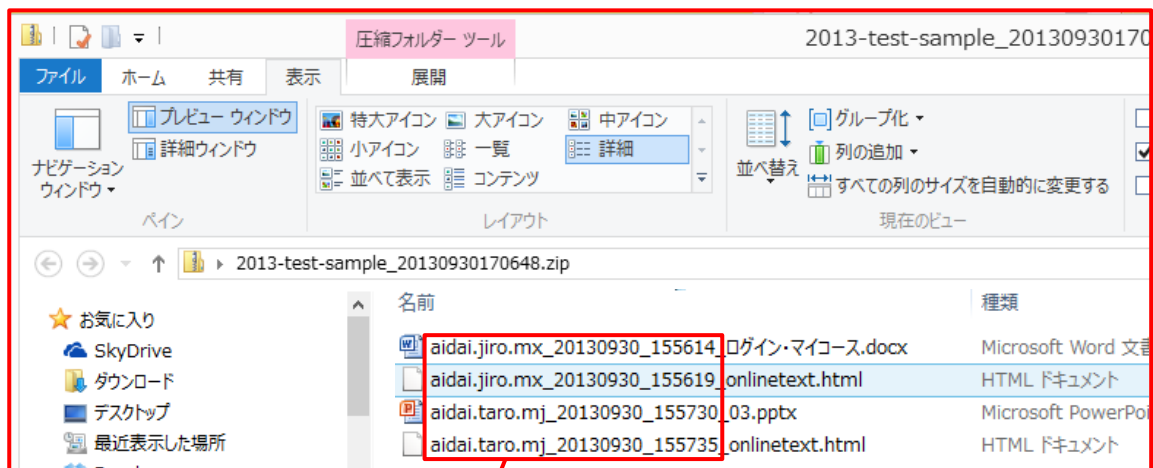 圧縮フォルダー ツール
2013-test-sample_2013093017
ファイル ホーム 共有 表示 展開
プレビュー ウィンドウ
詳細ウィンドウ
ナビゲーション
ウィンドウ
ペイン
特大アイコン 大アイコン 中アイコン
小アイコン 一覧 詳細
並べて表示 コンテンツ
レイアウト
並べ替え
グループ化
列の追加
すべての列のサイズを自動的に変更する
現在のビュー
2013-test-sample_20130930170648.zip
名前 種類
お気に入り
SkyDrive
ダウンロード
デスクトップ
最近表示した場所
aidai.jiro.mx_20130930_155614_ログイン・マイコース.docx Microsoft Word 文書
aidai.jiro.mx_20130930_155619_onlinetext.html HTML ドキュメント
aidai.taro.mj_20130930_155730_03.pptx Microsoft PowerPoi
aidai.taro.mj_20130930_155735_onlinetext.html HTML ドキュメント